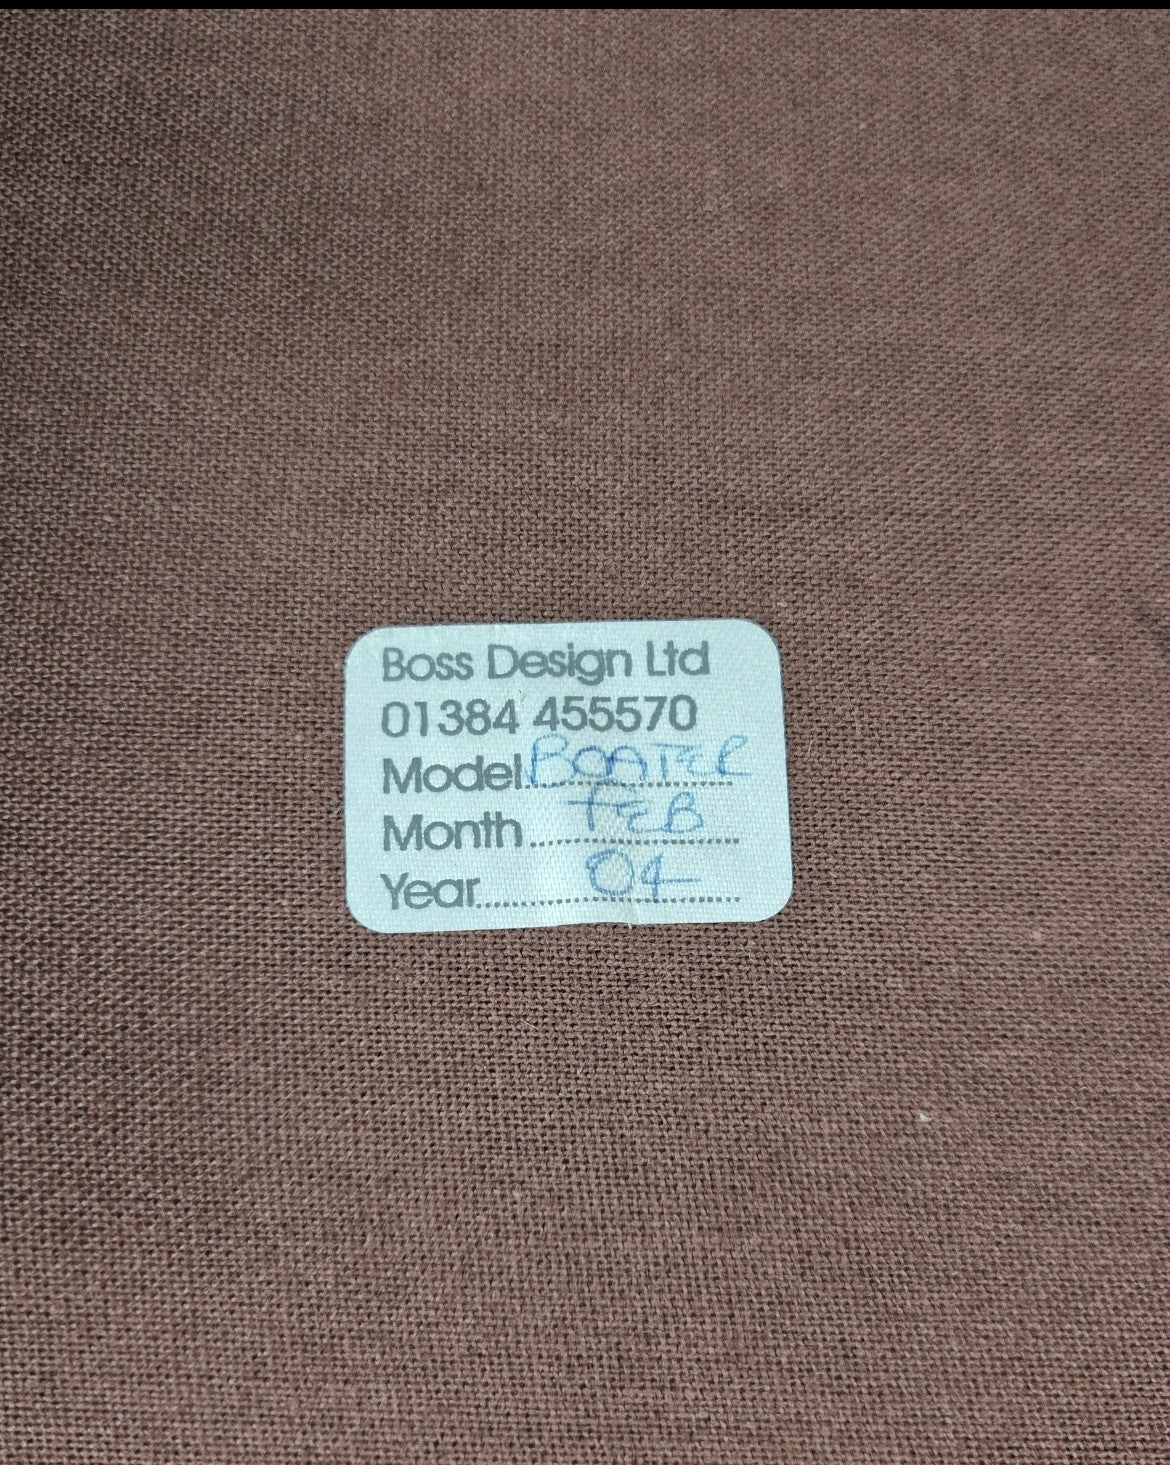 Boss Design Ltd
01384 455570
Model BOATER
Month FEB
Year 04